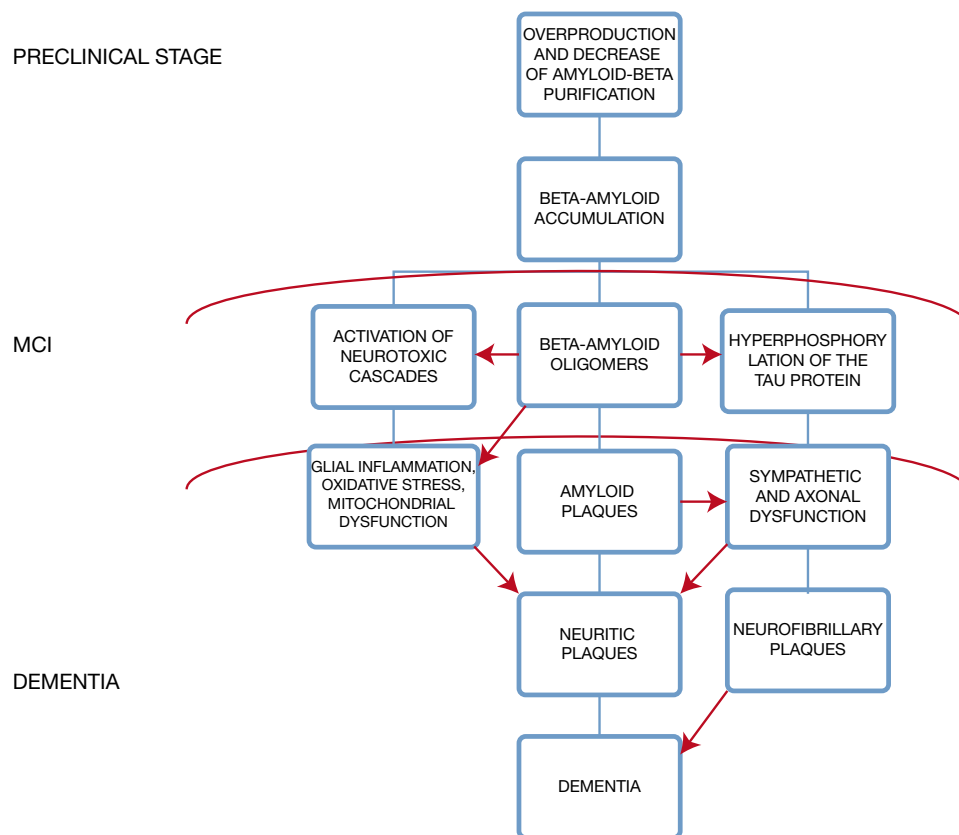 PRECLINICAL STAGE
OVERPRODUCTION
AND DECREASE
OF AMYLOID-BETA
PURIFICATION
BETA-AMYLOID
ACCUMULATION
MCI
ACTIVATION OF
NEUROTOXIC
CASCADES
BETA-AMYLOID
OLIGOMERS
HYPERPHOSPHORY
LATION OF THE
TAU PROTEIN
GLIAL INFLAMMATION,
OXIDATIVE STRESS,
MITOCHONDRIAL
DYSFUNCTION
AMYLOID
PLAQUES
SYMPATHETIC
AND AXONAL
DYSFUNCTION
NEURITIC
PLAQUES
NEUROFIBRILLARY
PLAQUES
DEMENTIA
DEMENTIA